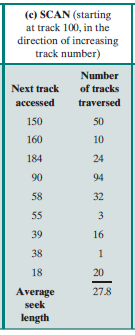 (c) SCAN (starting
at track 100, in the
direction of increasing
track number)
Number
Next track of tracks
accessed traversed
150 50
160 10
184 24
90 94
58 32
55 3
39 16
38 1
18 20
Average 27.8
seek
length